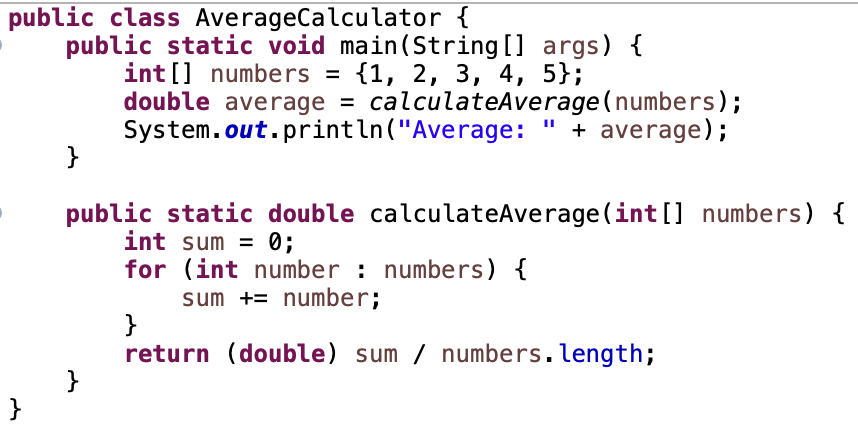 public class AverageCalculator {
    public static void main(String[] args) {
        int[] numbers = {1, 2, 3, 4, 5};
        double average = calculateAverage(numbers);
        System.out.println("Average: " + average);
    }

    public static double calculateAverage(int[] numbers) {
        int sum = 0;
        for (int number : numbers) {
            sum += number;
        }
        return (double) sum / numbers.length;
    }
}